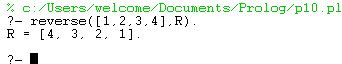 % c:/Users/welcome/Documents/Prolog/p10.pl
?- reverse([1,2,3,4],R).
R = [4, 3, 2, 1].
?-